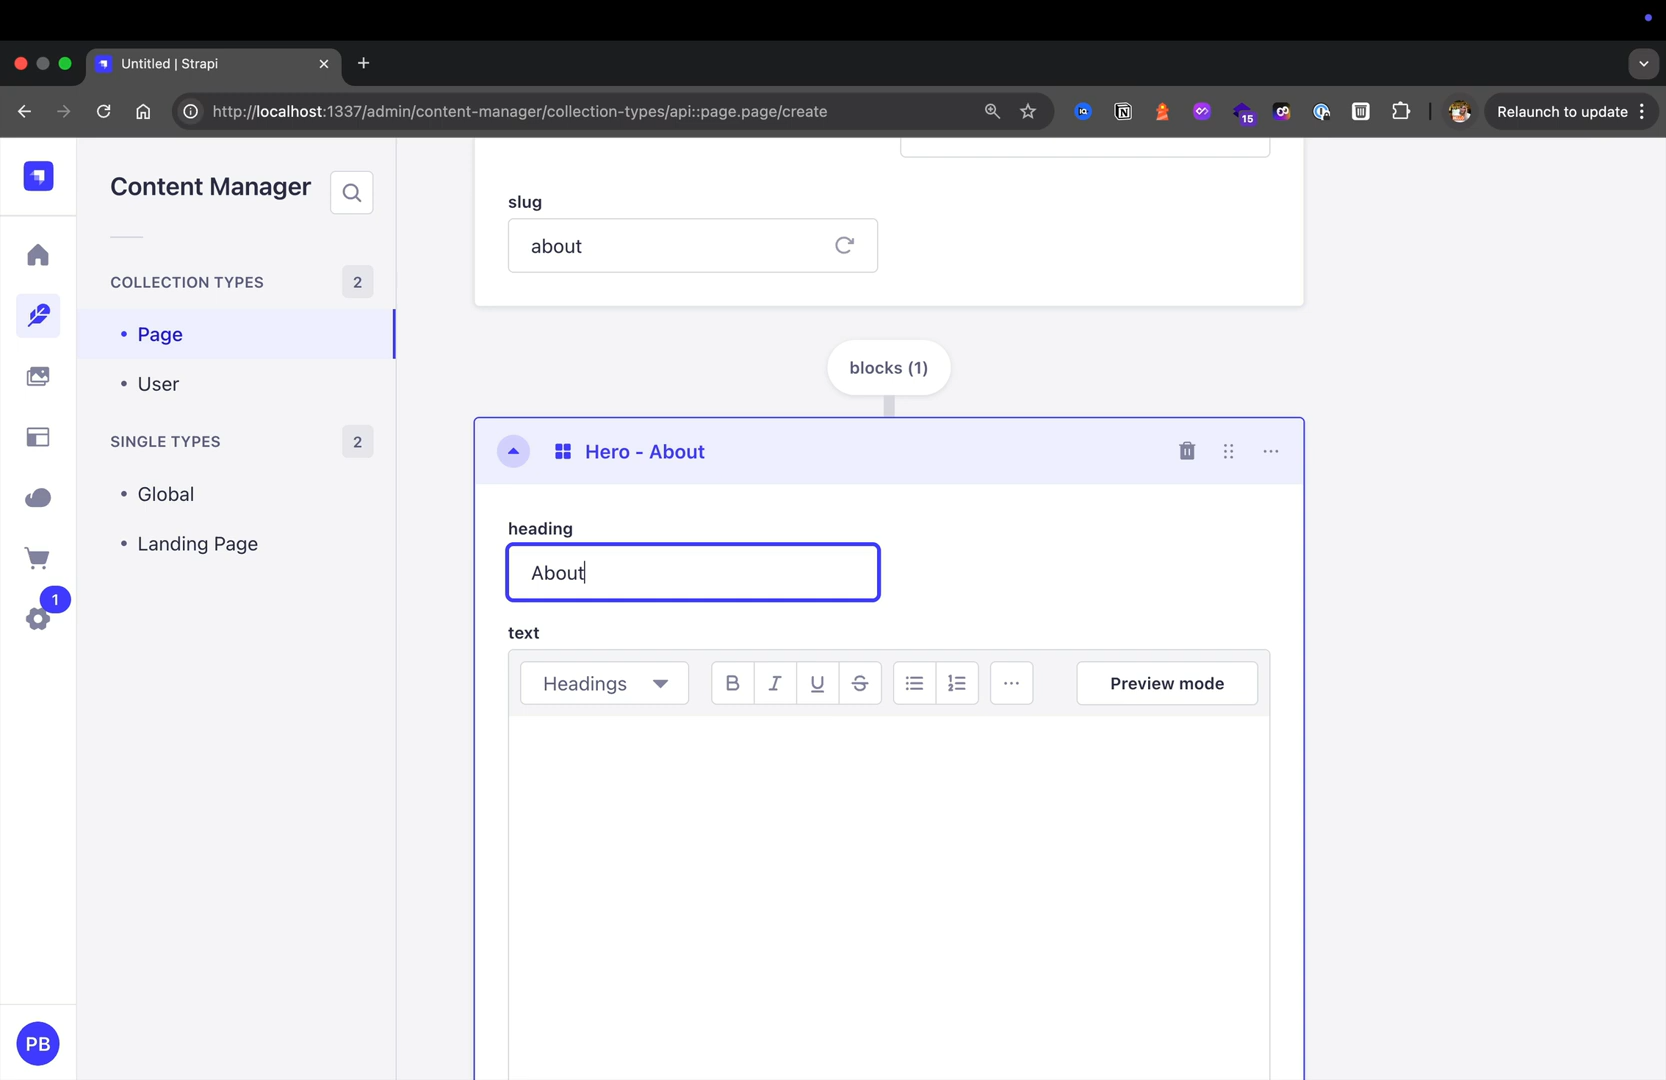 Untitled | Strapi
http://localhost:1337/admin/content-manager/collection-types/api::page.page/create
15
Relaunch to update
Content Manager
COLLECTION TYPES
2
Page
User
SINGLE TYPES
2
Global
Landing Page
1
PB
slug
about
blocks (1)
Hero - About
heading
About
text
Headings
B
I
U
S
Preview mode